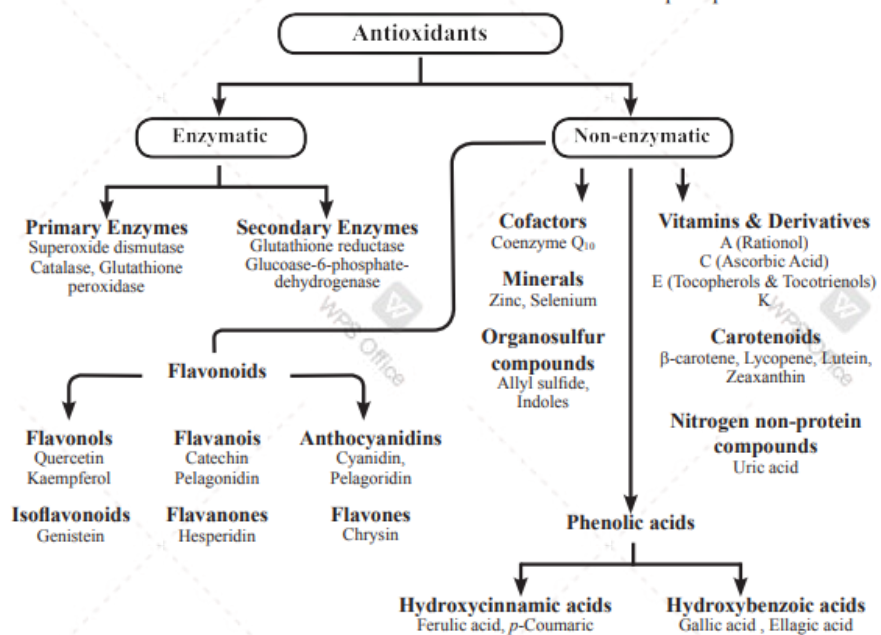 Antioxidants
Enzymatic
Non-enzymatic
Primary Enzymes
Superoxide dismutase
Catalase, Glutathione
peroxidase
Secondary Enzymes
Glutathione reductase
Glucoase-6-phosphate-
dehydrogenase
Cofactors
Coenzyme Q₁₀
Minerals
Zinc, Selenium
Organosulfur
compounds
Allyl sulfide,
Indoles
Vitamins & Derivatives
A (Rationol)
C (Ascorbic Acid)
E (Tocopherols & Tocotrienols)
K
Carotenoids
β-carotene, Lycopene, Lutein,
Zeaxanthin
Nitrogen non-protein
compounds
Uric acid
Flavonoids
Flavonols
Quercetin
Kaempferol
Flavanois
Catechin
Pelagonidin
Anthocyanidins
Cyanidin,
Pelagoridin
Isoflavonoids
Genistein
Flavanones
Hesperidin
Flavones
Chrysin
Phenolic acids
Hydroxycinnamic acids
Ferulic acid, p-Coumaric
Hydroxybenzoic acids
Gallic acid , Ellagic acid
WPS Office
WPS Office